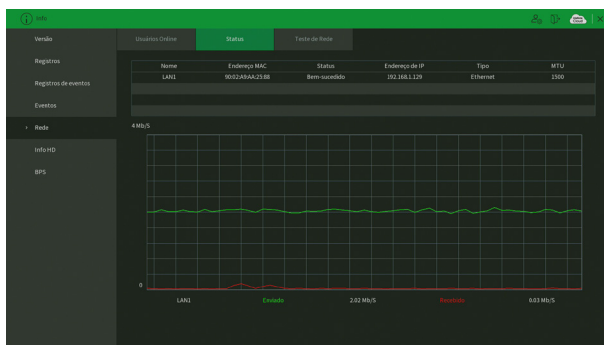 Info
Versão
Usuários Online Status Teste de Rede
Registros
Registros de eventos
Eventos
Rede
Info HD
BPS
Nome Endereço MAC Status Endereço de IP Tipo MTU
LAN1 90:02:A9:AA:25:88 Bem-sucedido 192.168.1.129 Ethernet 1500
4 Mb/S
0
LAN1 Enviado 2.02 Mb/S Recebido 0.03 Mb/S